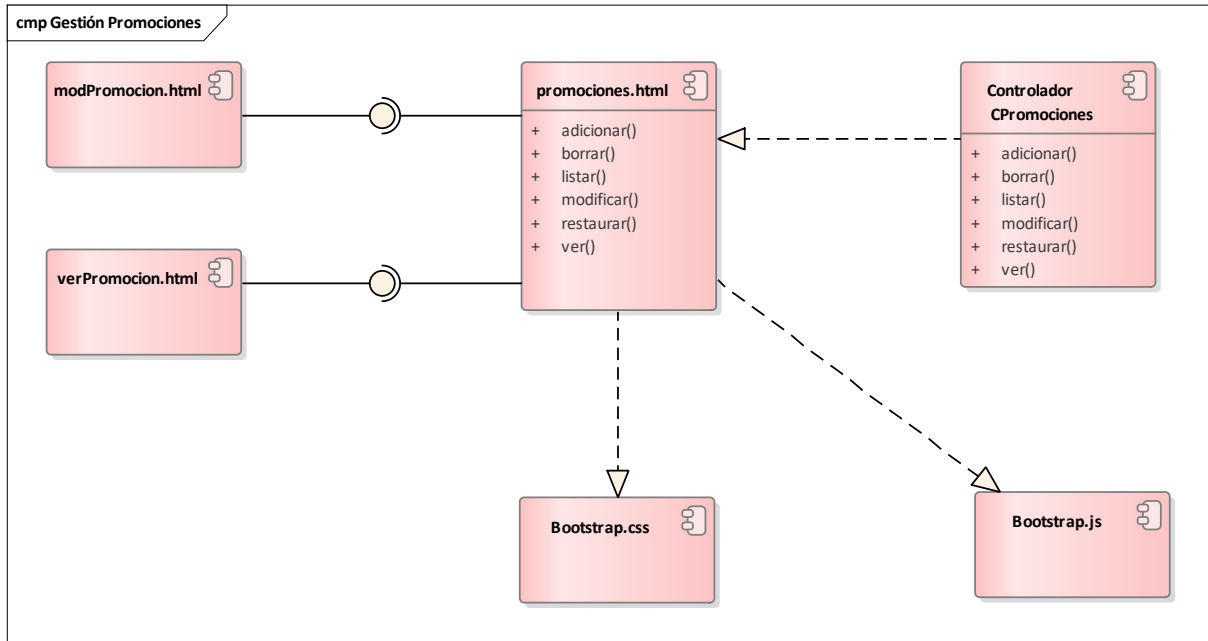 cmp Gestión Promociones
modPromocion.html
verPromocion.html
promociones.html
+ adicionar()
+ borrar()
+ listar()
+ modificar()
+ restaurar()
+ ver()
Controlador
CPromociones
+ adicionar()
+ borrar()
+ listar()
+ modificar()
+ restaurar()
+ ver()
Bootstrap.css
Bootstrap.js